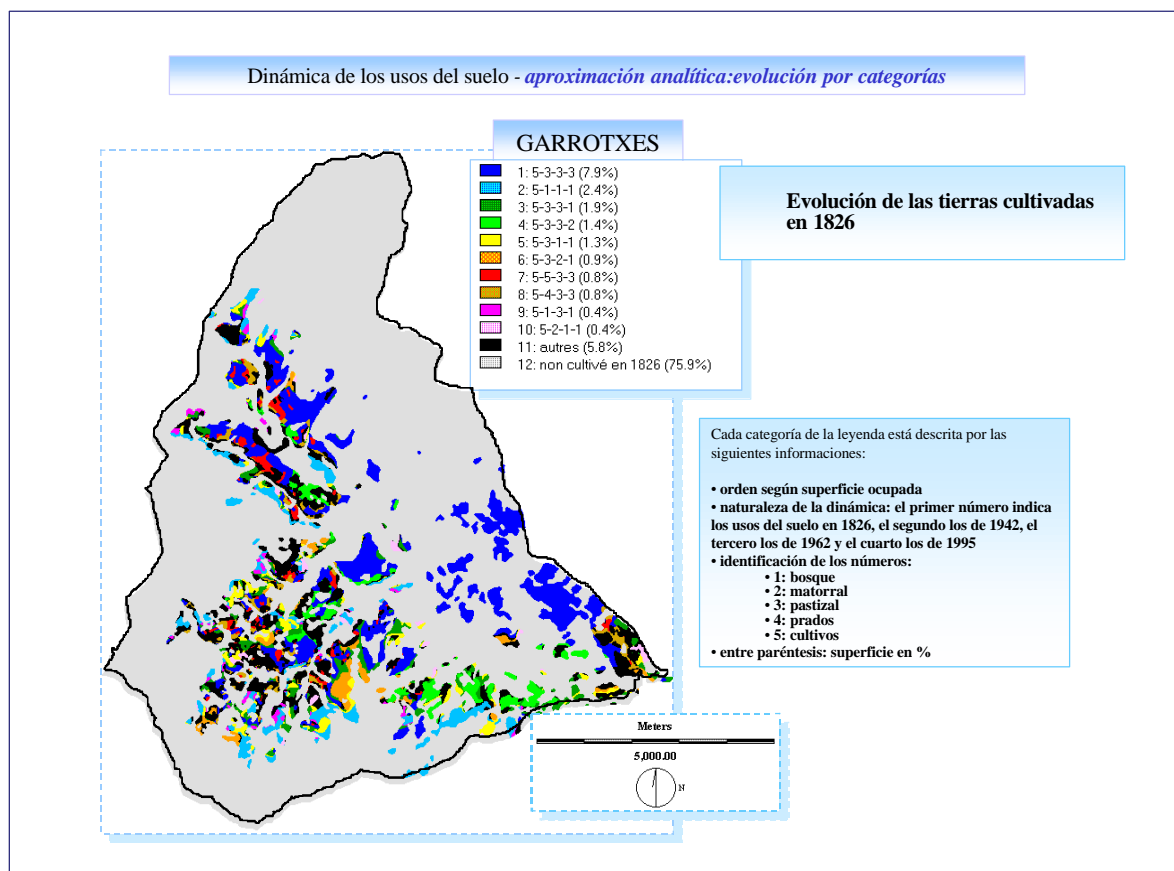 Dinámica de los usos del suelo - aproximación analítica:evolución por categorías
GARROTXES
1: 5-3-3-3 (7.9%)
2: 5-1-1-1 (2.4%)
3: 5-3-3-1 (1.9%)
4: 5-3-3-2 (1.4%)
5: 5-3-1-1 (1.3%)
6: 5-3-2-1 (0.9%)
7: 5-5-3-3 (0.8%)
8: 5-4-3-3 (0.8%)
9: 5-1-3-1 (0.4%)
10: 5-2-1-1 (0.4%)
11: autres (5.8%)
12: non cultivé en 1826 (75.9%)
Evolución de las tierras cultivadas
en 1826
Cada categoría de la leyenda está descrita por las
siguientes informaciones:
• orden según superficie ocupada
• naturaleza de la dinámica: el primer número indica
los usos del suelo en 1826, el segundo los de 1942, el
tercero los de 1962 y el cuarto los de 1995
• identificación de los números:
• 1: bosque
• 2: matorral
• 3: pastizal
• 4: prados
• 5: cultivos
• entre paréntesis: superficie en %
Meters
5,000.00
N